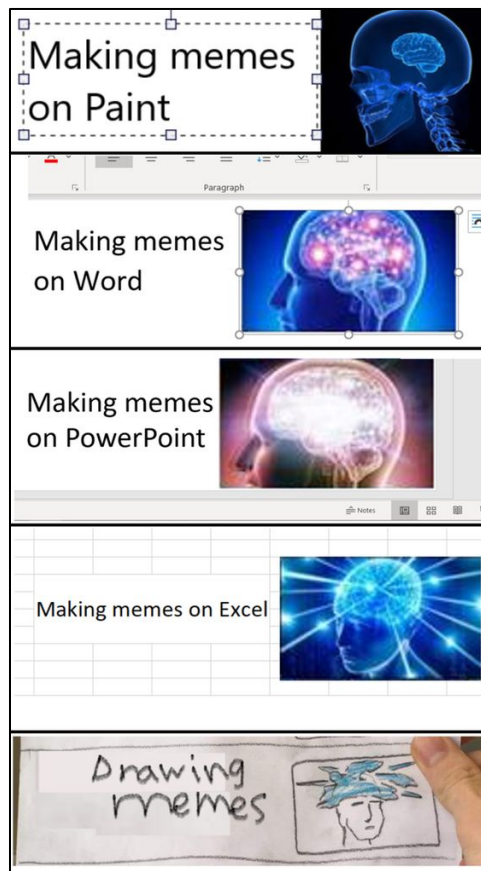 Making memes
on Paint
Paragraph
Making memes
on Word
Making memes
on PowerPoint
Notes
Making memes on Excel
Drawing
memes